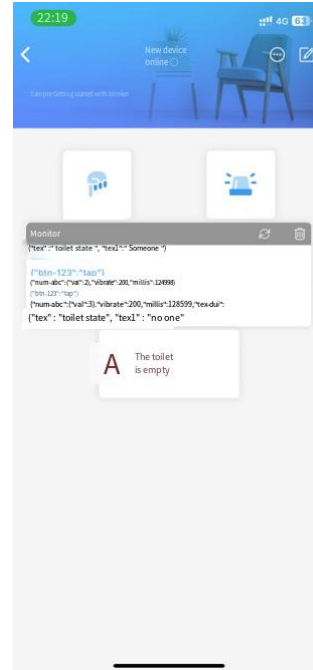 22:19
4G 63
New device
online
Sample Getting started with blinker
Monitor
{"tex" :" toilet state ", "tex1":" Someone "}
{"btn-123":"tap"}
{"num-abc":{"val":2},"vibrate":200,"millis":124998}
{"btn-123":"tap"}
{"num-abc":{"val":3}."vibrate":200,"millis":128599,"tex-dui":
{"tex" : "toilet state", "tex1" : "no one"
A
The toilet
is empty